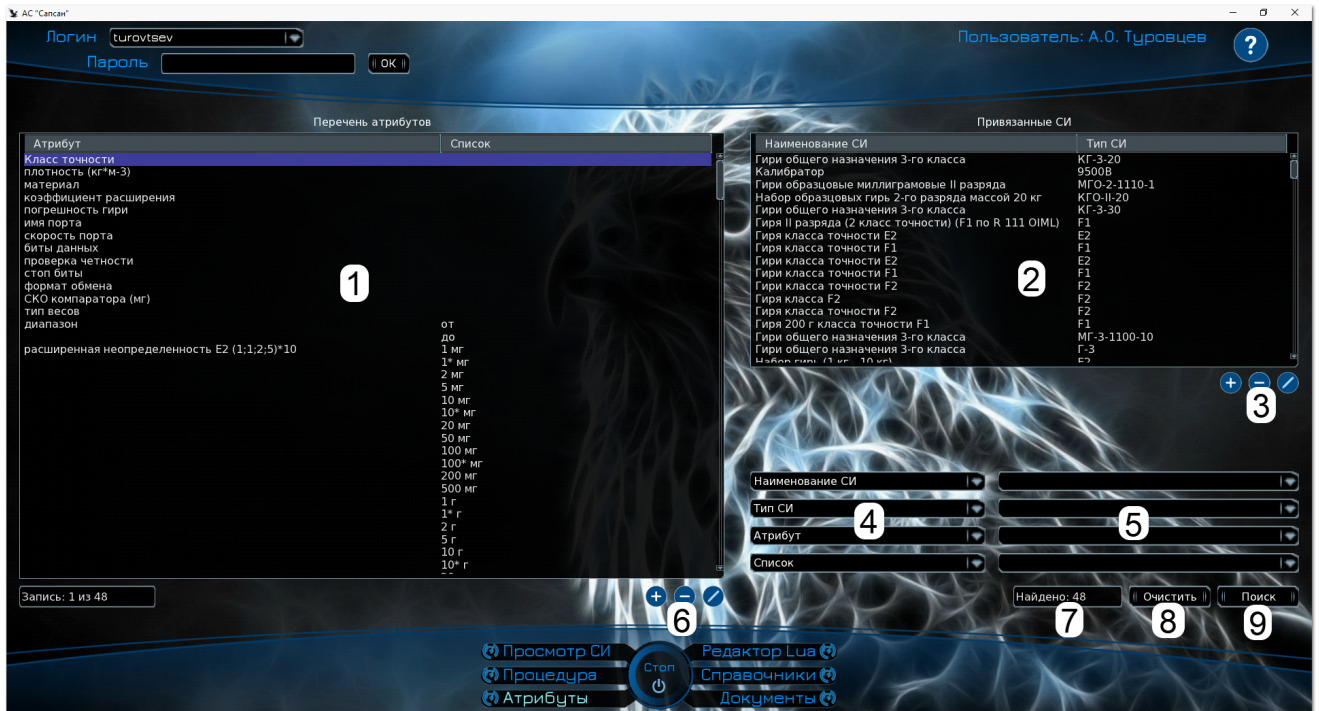 АС "Сапсан"
Логин turovtsev
Пользователь: А.О. Туровцев
?
Пароль OK
Перечень атрибутов
Атрибут Список
Класс точности
плотность (кг*м-3)
материал
коэффициент расширения
погрешность гири
имя порта
скорость порта
биты данных
проверка четности
стоп биты
формат обмена
СКО компаратора (мг)
тип весов
диапазон от
до
расширенная неопределенность E2 (1;1;2;5)*10 1 мг
1* мг
2 мг
5 мг
10 мг
10* мг
20 мг
50 мг
100 мг
100* мг
200 мг
500 мг
1 г
1* г
2 г
5 г
10 г
10* г
1
Запись: 1 из 48
6
Привязанные СИ
Наименование СИ Тип СИ
Гири общего назначения 3-го класса КГ-3-20
Калибратор 9500B
Гири образцовые миллиграмовые II разряда МГО-2-1110-1
Набор образцовых гирь 2-го разряда массой 20 кг КГО-II-20
Гири общего назначения 3-го класса КГ-3-30
Гиря II разряда (2 класс точности) (F1 по R 111 OIML) F1
Гиря класса точности E2 E2
Гиря класса точности F1 F1
Гири класса точности E2 E2
Гири класса точности F1 F1
Гири класса точности F2 F2
Гиря класса F2 F2
Гиря класса точности F2 F2
Гиря 200 г класса точности F1 F1
Гири общего назначения 3-го класса МГ-3-1100-10
Гири общего назначения 3-го класса Г-3
Набор гирь (1 кг - 10 кг) F2
2
3
Наименование СИ
Тип СИ
4
5
Атрибут
Список
Найдено: 48 Очистить Поиск
7 8 9
Просмотр СИ Редактор Lua
Стоп
Процедура Справочники
Атрибуты Документы